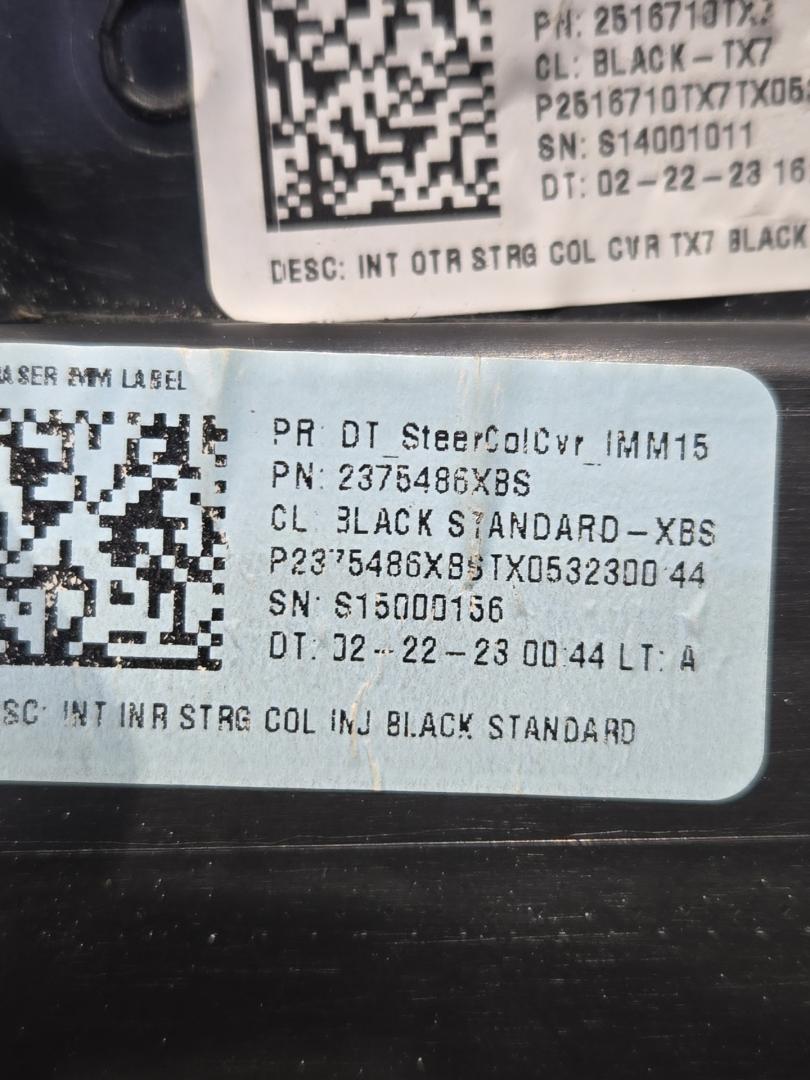 PN: 2516710TX7
CL: BLACK-TX7
P2516710TX7TX053
SN: S14001011
DT: 02-22-23 16
DESC: INT OTR STRG COL CVR TX7 BLACK
ASER IMM LABEL
PR: DT_SteerColCvr_IMM15
PN: 2375486XBS
CL: BLACK STANDARD-XBS
P2375486XBSTX0532300:44
SN: S15000156
DT: 02-22-23 00:44 LT: A
SC: INT INR STRG COL INJ BLACK STANDARD